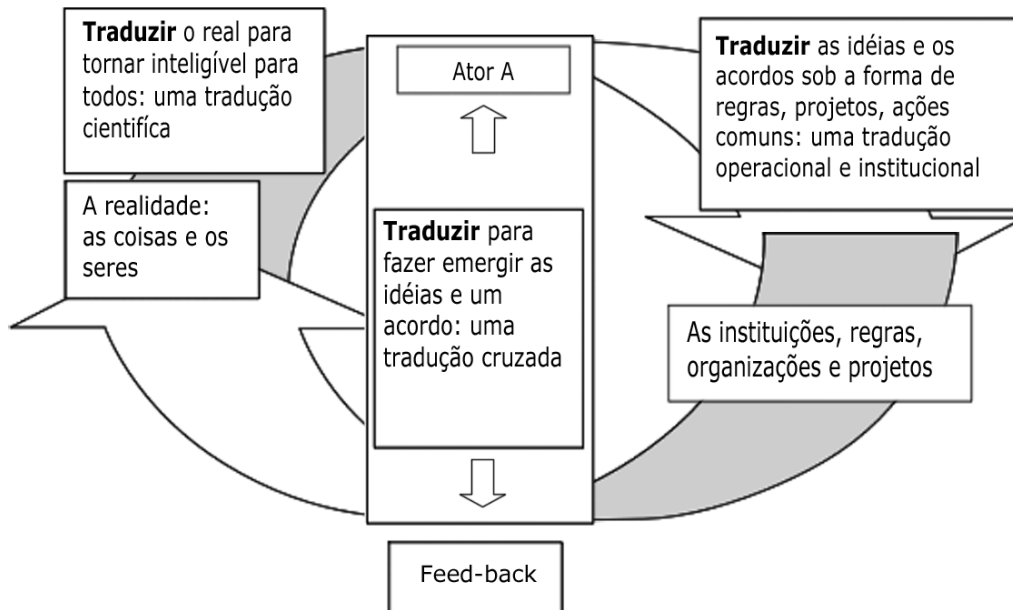 Traduzir o real para
tornar inteligível para
todos: uma tradução
científíca
A realidade:
as coisas e os
seres
Ator A
Traduzir para
fazer emergir as
idéias e um
acordo: uma
tradução cruzada
Feed-back
Traduzir as idéias e os
acordos sob a forma de
regras, projetos, ações
comuns: uma tradução
operacional e institucional
As instituições, regras,
organizações e projetos